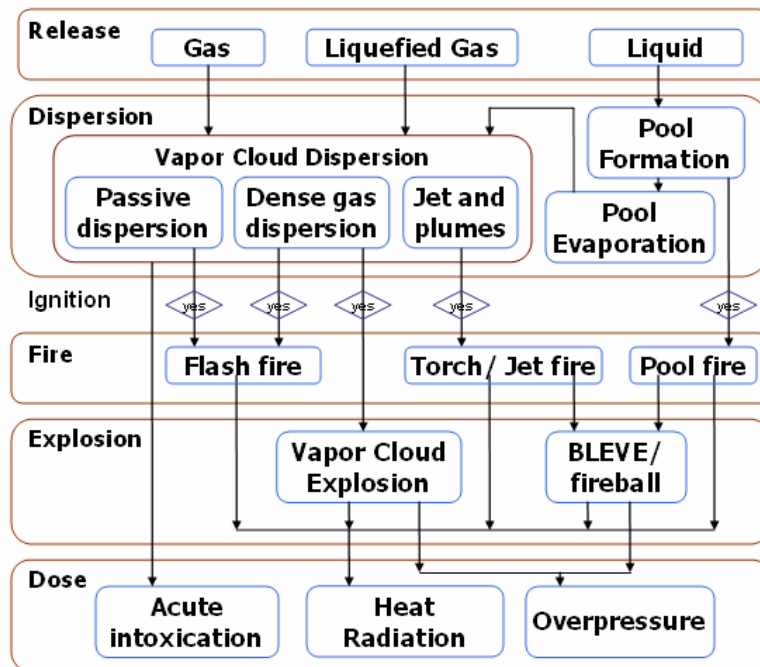 Release
Gas
Liquefied Gas
Liquid
Dispersion
Pool
Formation
Vapor Cloud Dispersion
Passive
dispersion
Dense gas
dispersion
Jet and
plumes
Pool
Evaporation
Ignition
yes
yes
yes
yes
yes
Fire
Flash fire
Torch/ Jet fire
Pool fire
Explosion
Vapor Cloud
Explosion
BLEVE/
fireball
Dose
Acute
intoxication
Heat
Radiation
Overpressure